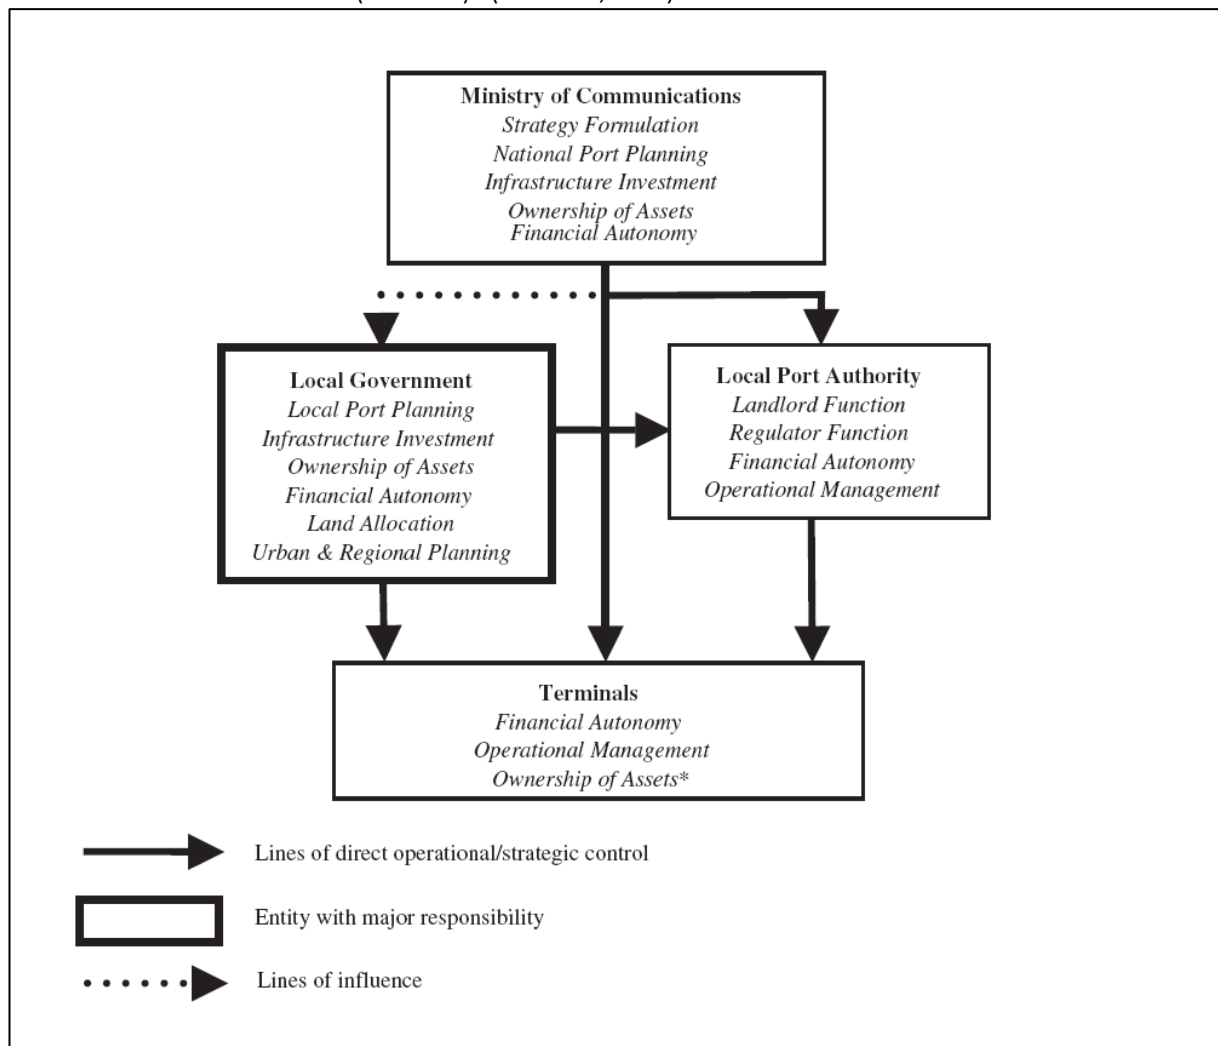 Ministry of Communications
Strategy Formulation
National Port Planning
Infrastructure Investment
Ownership of Assets
Financial Autonomy
Local Government
Local Port Planning
Infrastructure Investment
Ownership of Assets
Financial Autonomy
Land Allocation
Urban & Regional Planning
Local Port Authority
Landlord Function
Regulator Function
Financial Autonomy
Operational Management
Terminals
Financial Autonomy
Operational Management
Ownership of Assets*
Lines of direct operational/strategic control
Entity with major responsibility
Lines of influence